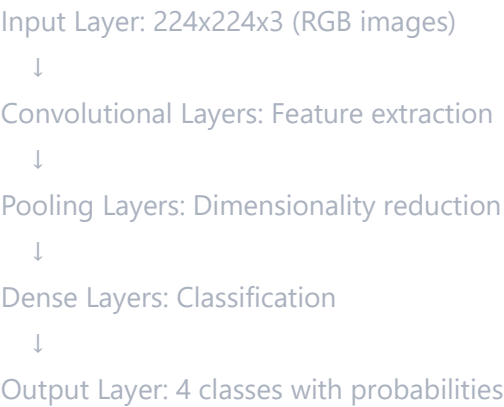 Input Layer: 224x224x3 (RGB images)
↓
Convolutional Layers: Feature extraction
↓
Pooling Layers: Dimensionality reduction
↓
Dense Layers: Classification
↓
Output Layer: 4 classes with probabilities